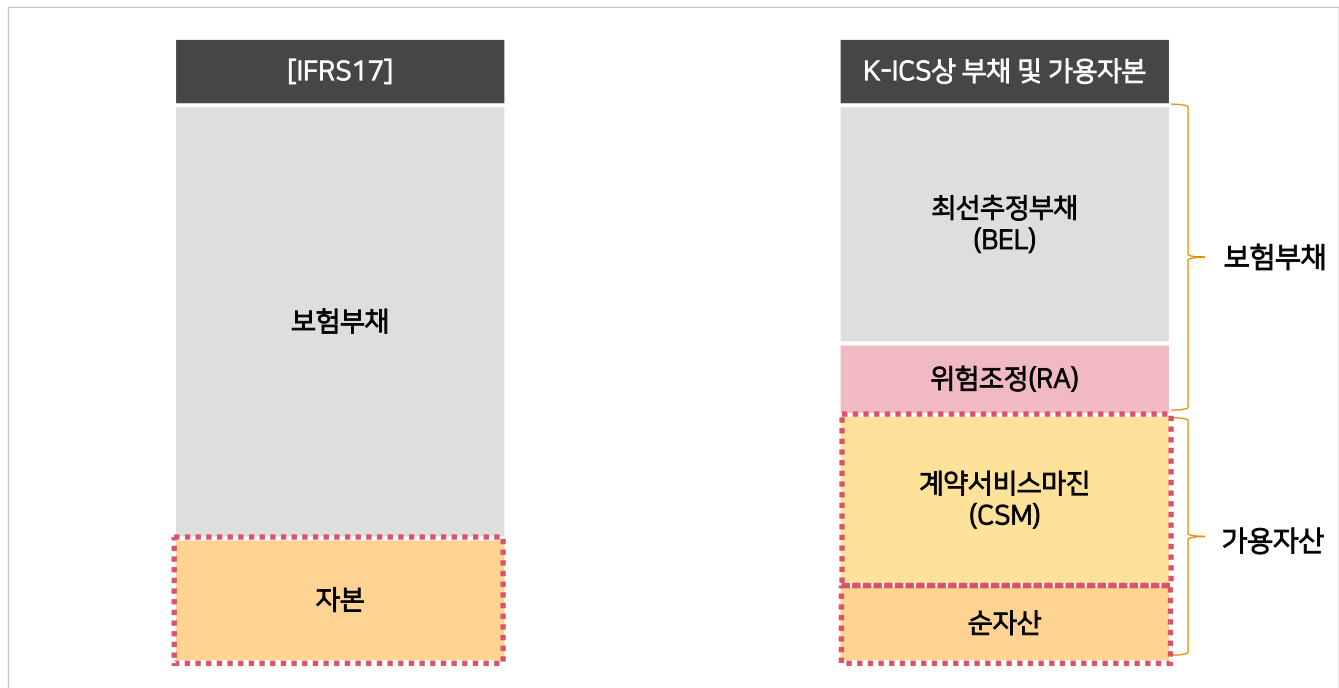 [IFRS17]
보험부채
자본
K-ICS상 부채 및 가용자본
최선추정부채
(BEL)
위험조정(RA)
계약서비스마진
(CSM)
순자산
보험부채
가용자산